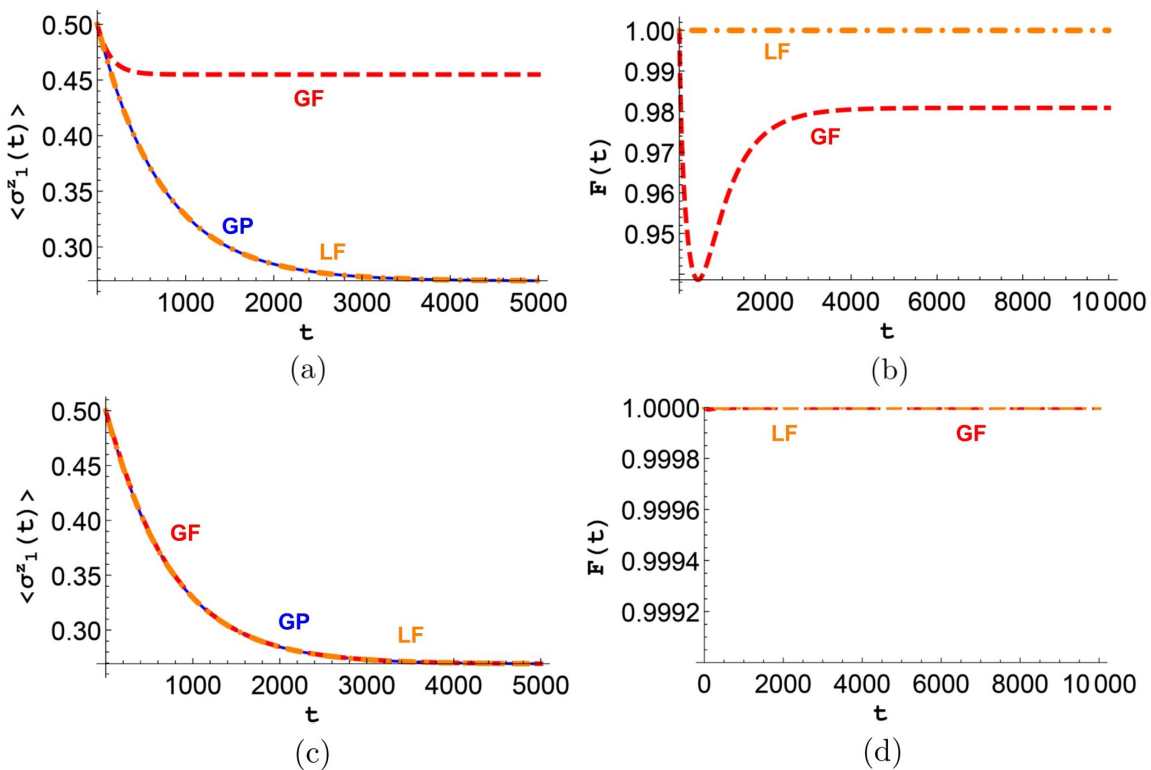 0.50
0.45
0.40
0.35
0.30
<σᶻ₁(t)>
GF
GP
LF
1000 2000 3000 4000 5000
t
(a)
1.00
0.99
0.98
0.97
0.96
0.95
F(t)
LF
GF
2000 4000 6000 8000 10 000
t
(b)
0.50
0.45
0.40
0.35
0.30
<σᶻ₁(t)>
GF
GP
LF
1000 2000 3000 4000 5000
t
(c)
1.0000
0.9998
0.9996
0.9994
0.9992
F(t)
LF
GF
0 2000 4000 6000 8000 10 000
t
(d)